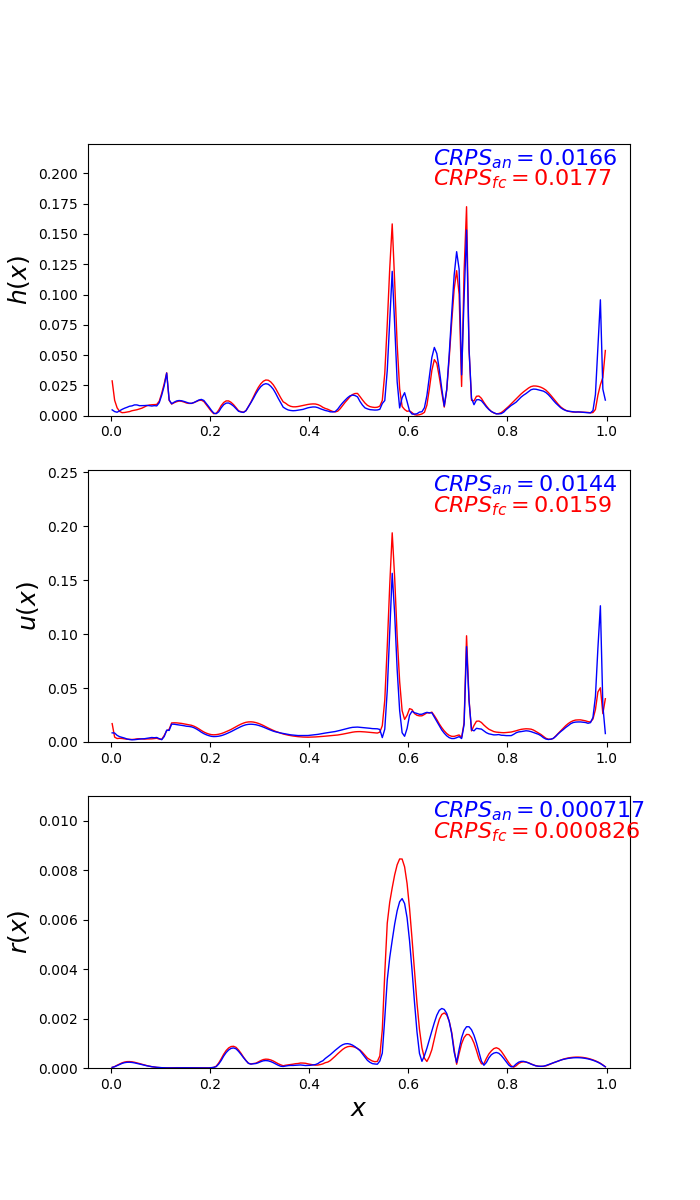 CRPS_an = 0.0166
CRPS_fc = 0.0177
0.200
0.175
0.150
0.125
0.100
0.075
0.050
0.025
0.000
h(x)
0.0 0.2 0.4 0.6 0.8 1.0
CRPS_an = 0.0144
CRPS_fc = 0.0159
0.25
0.20
0.15
0.10
0.05
0.00
u(x)
0.0 0.2 0.4 0.6 0.8 1.0
CRPS_an = 0.000717
CRPS_fc = 0.000826
0.010
0.008
0.006
0.004
0.002
0.000
r(x)
0.0 0.2 0.4 0.6 0.8 1.0
x